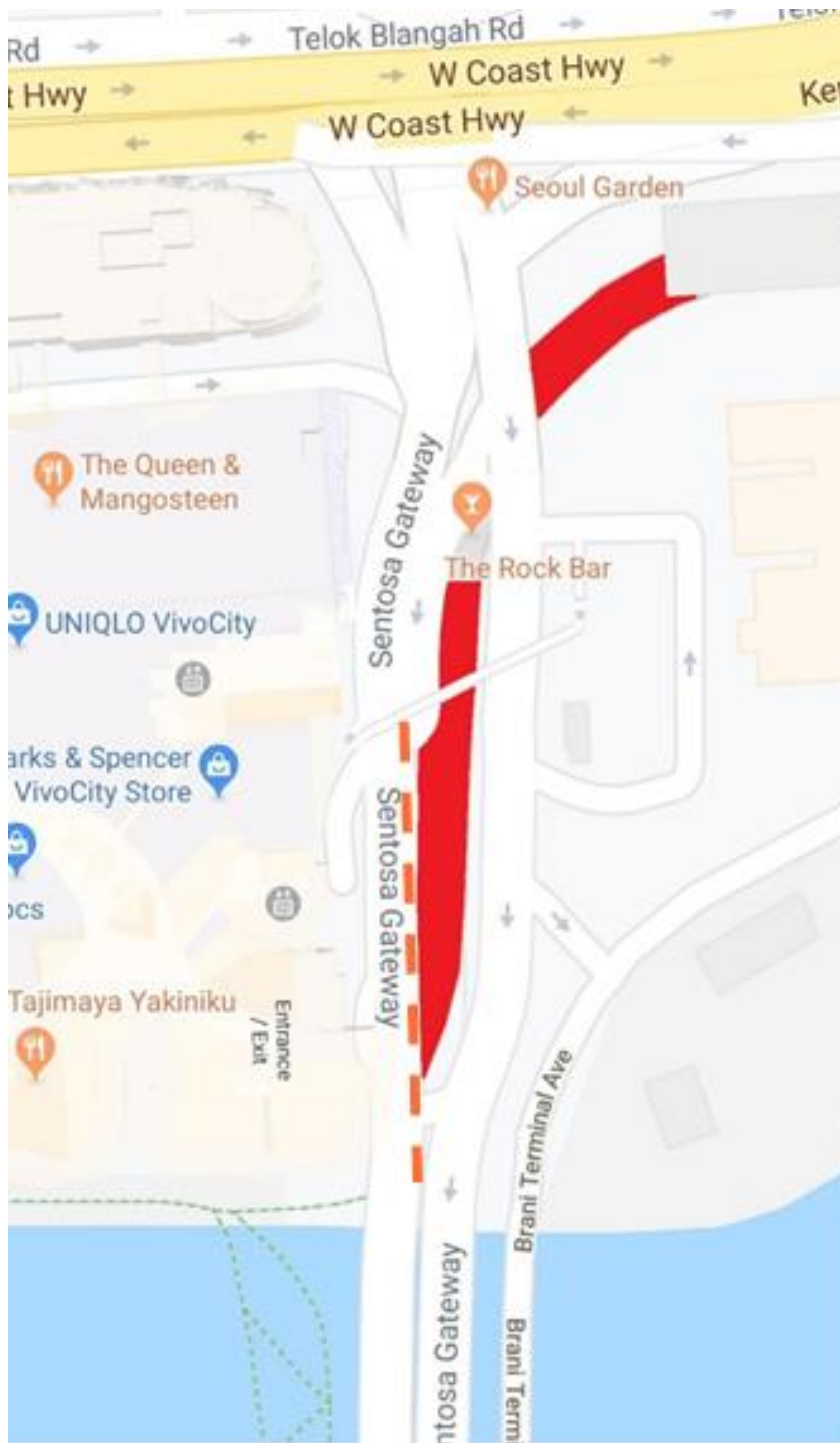 Rd
Telok Blangah Rd
W Coast Hwy
t Hwy
W Coast Hwy
Seoul Garden
The Queen &
Mangosteen
Sentosa Gateway
The Rock Bar
UNIQLO VivoCity
arks & Spencer
VivoCity Store
Sentosa Gateway
ocs
Tajimaya Yakiniku
Entrance
/ Exit
Brani Terminal Ave
ntosa Gateway
Brani Termi